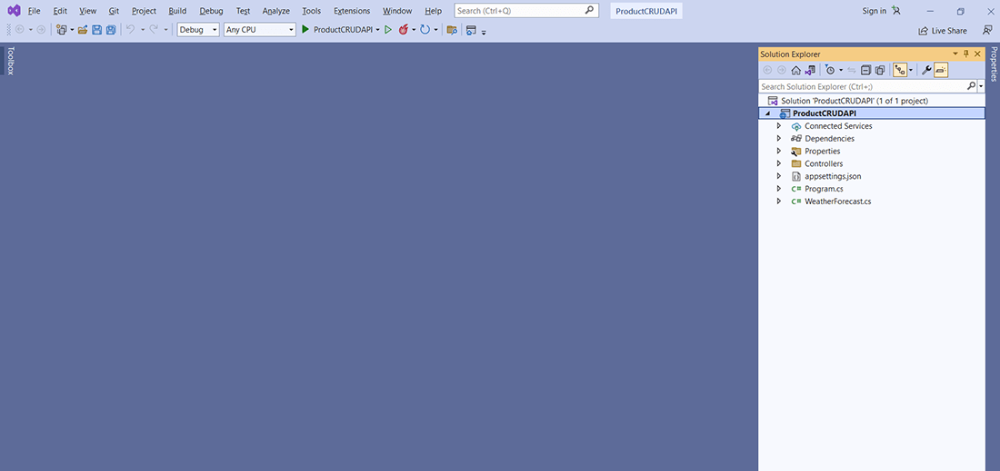 File Edit View Git Project Build Debug Test Analyze Tools Extensions Window Help Search (Ctrl+Q) ProductCRUDAPI Sign in
Debug Any CPU ProductCRUDAPI Live Share
Toolbox
Solution Explorer
Properties
Search Solution Explorer (Ctrl+;)
Solution 'ProductCRUDAPI' (1 of 1 project)
ProductCRUDAPI
Connected Services
Dependencies
Properties
Controllers
appsettings.json
C# Program.cs
C# WeatherForecast.cs